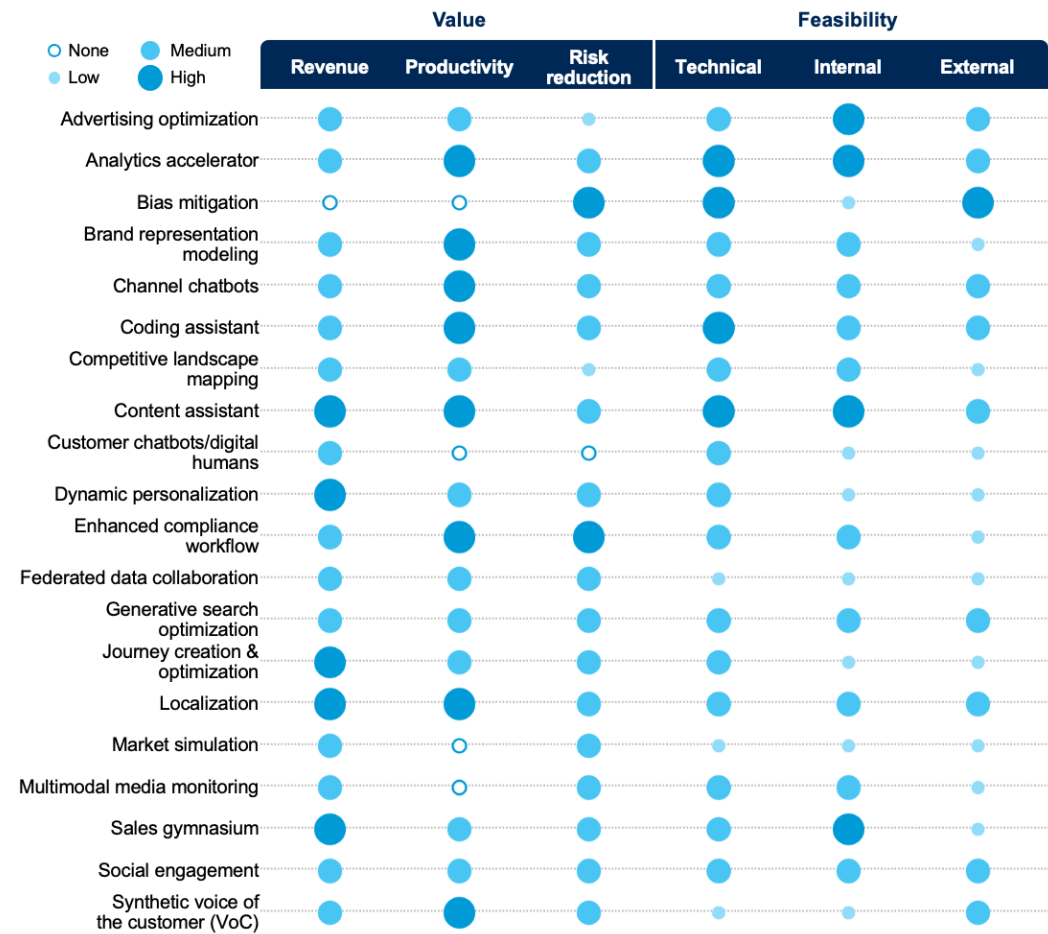 Value
Feasibility
None
Medium
Low
High
Revenue
Productivity
Risk
reduction
Technical
Internal
External
Advertising optimization
Analytics accelerator
Bias mitigation
Brand representation
modeling
Channel chatbots
Coding assistant
Competitive landscape
mapping
Content assistant
Customer chatbots/digital
humans
Dynamic personalization
Enhanced compliance
workflow
Federated data collaboration
Generative search
optimization
Journey creation &
optimization
Localization
Market simulation
Multimodal media monitoring
Sales gymnasium
Social engagement
Synthetic voice of
the customer (VoC)